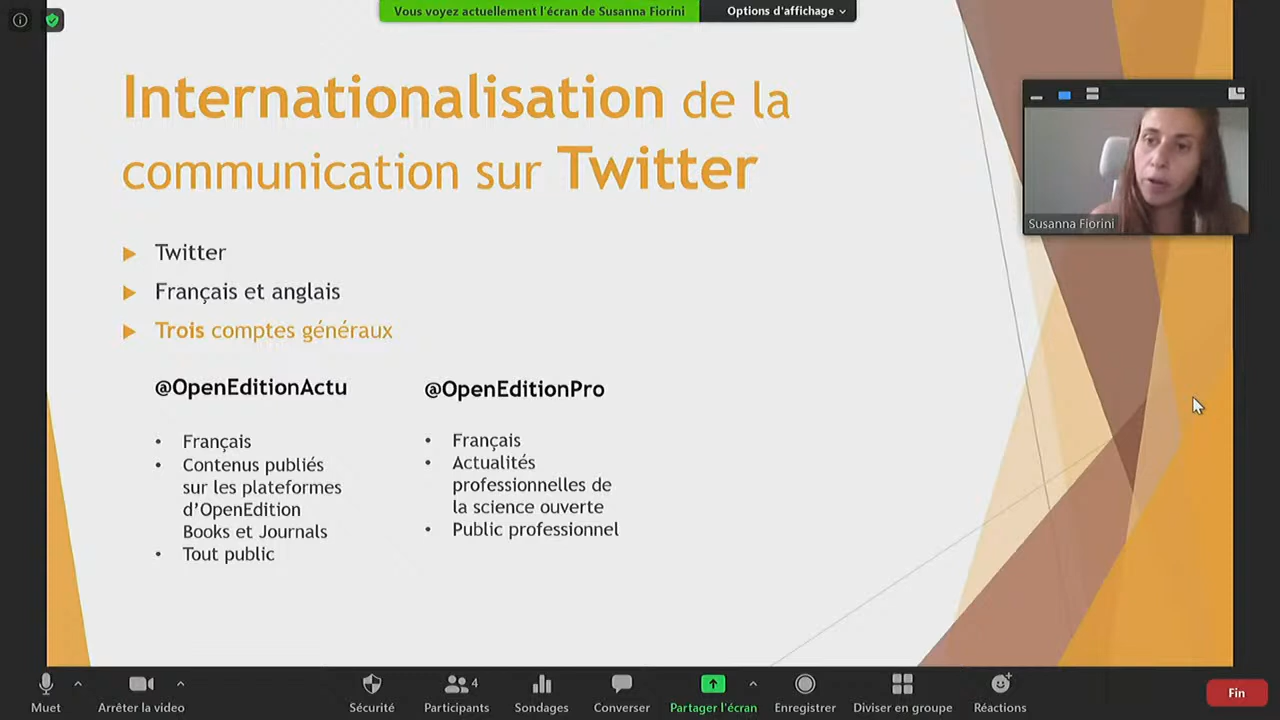 Vous voyez actuellement l'écran de Susanna Fiorini
Options d'affichage
Internationalisation de la
communication sur Twitter
Twitter
Français et anglais
Trois comptes généraux
@OpenEditionActu
• Français
• Contenus publiés
sur les plateformes
d'OpenEdition
Books et Journals
• Tout public
@OpenEditionPro
• Français
• Actualités
professionnelles de
la science ouverte
• Public professionnel
Susanna Fiorini
Muet
Arrêter la video
Sécurité
Participants
4
Sondages
Converser
Partager l'écran
Enregistrer
Diviser en groupe
Réactions
Fin